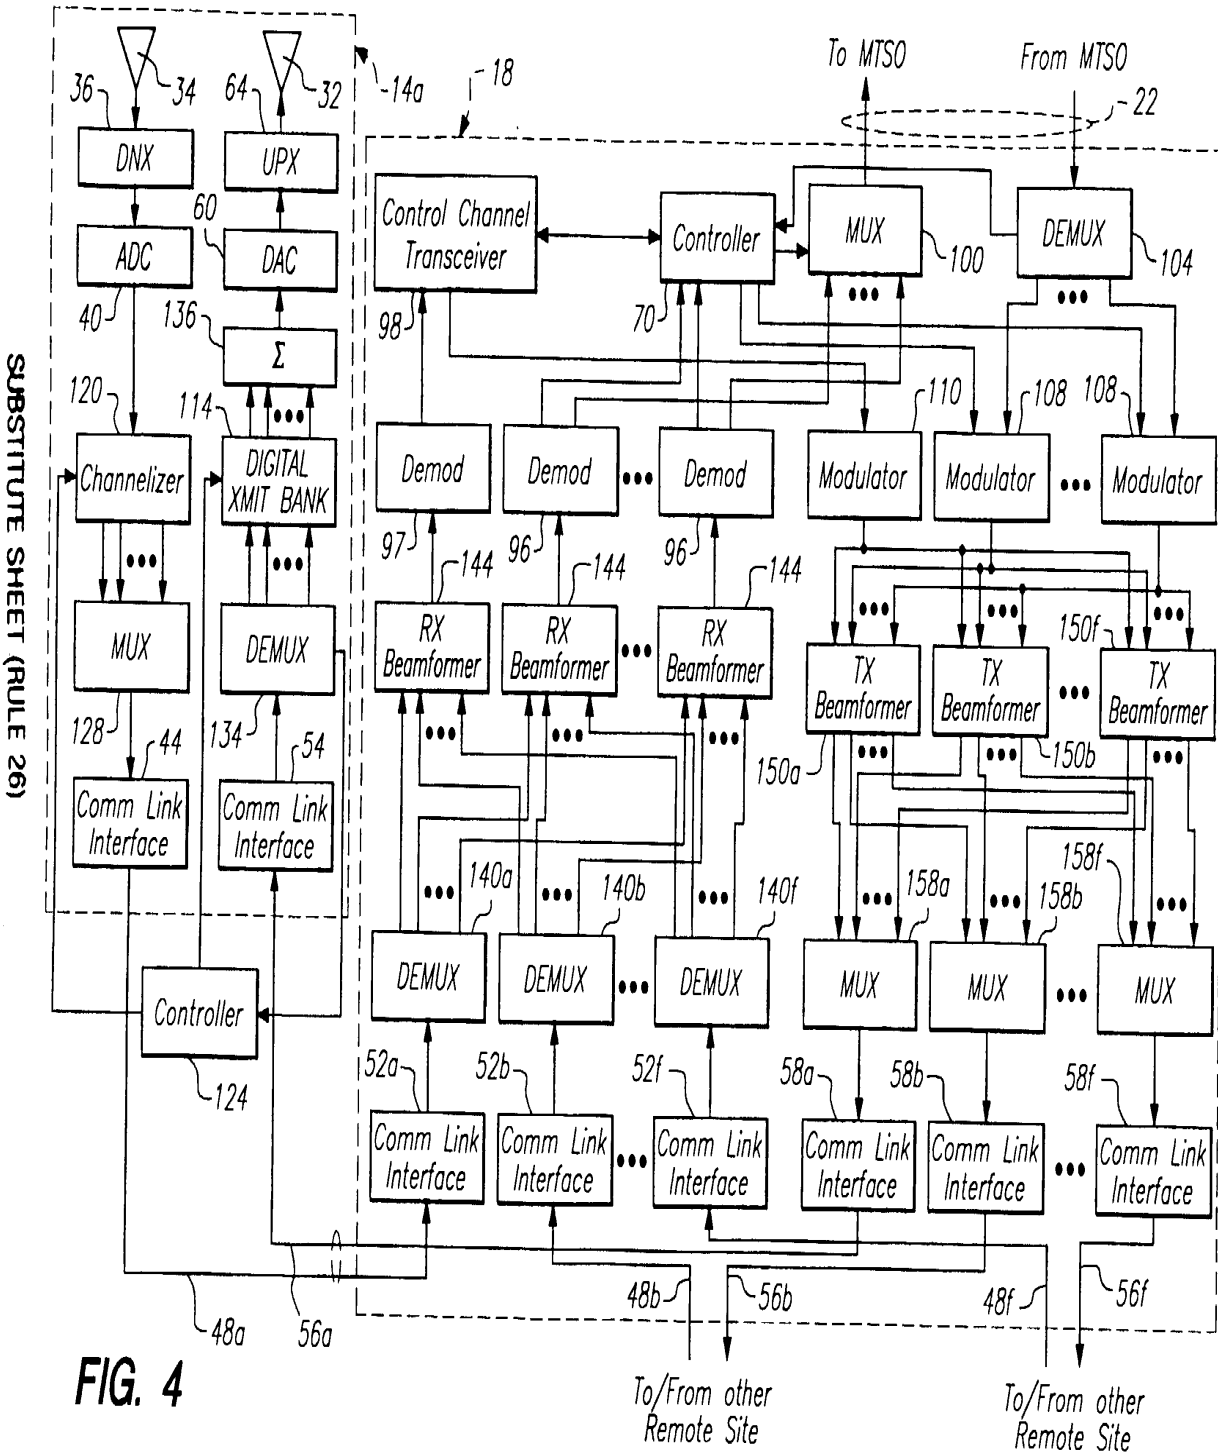 To MTSO
From MTSO
34
32
14a
18
22
36
64
DNX
UPX
Control Channel
Transceiver
Controller
MUX
DEMUX
100
104
60
ADC
DAC
40
136
98
70
Σ
120
114
110
108
108
Channelizer
DIGITAL
XMIT BANK
Demod
Demod
Demod
Modulator
Modulator
Modulator
97
96
96
144
144
144
MUX
DEMUX
RX
Beamformer
RX
Beamformer
RX
Beamformer
150f
TX
Beamformer
TX
Beamformer
TX
Beamformer
128
44
134
54
150a
150b
Comm Link
Interface
Comm Link
Interface
140a
140b
140f
158a
158b
158f
DEMUX
DEMUX
DEMUX
MUX
MUX
MUX
Controller
124
52a
52b
52f
58a
58b
58f
Comm Link
Interface
Comm Link
Interface
Comm Link
Interface
Comm Link
Interface
Comm Link
Interface
Comm Link
Interface
48a
56a
48b
56b
48f
56f
To/From other
Remote Site
To/From other
Remote Site
FIG. 4
SUBSTITUTE SHEET (RULE 26)